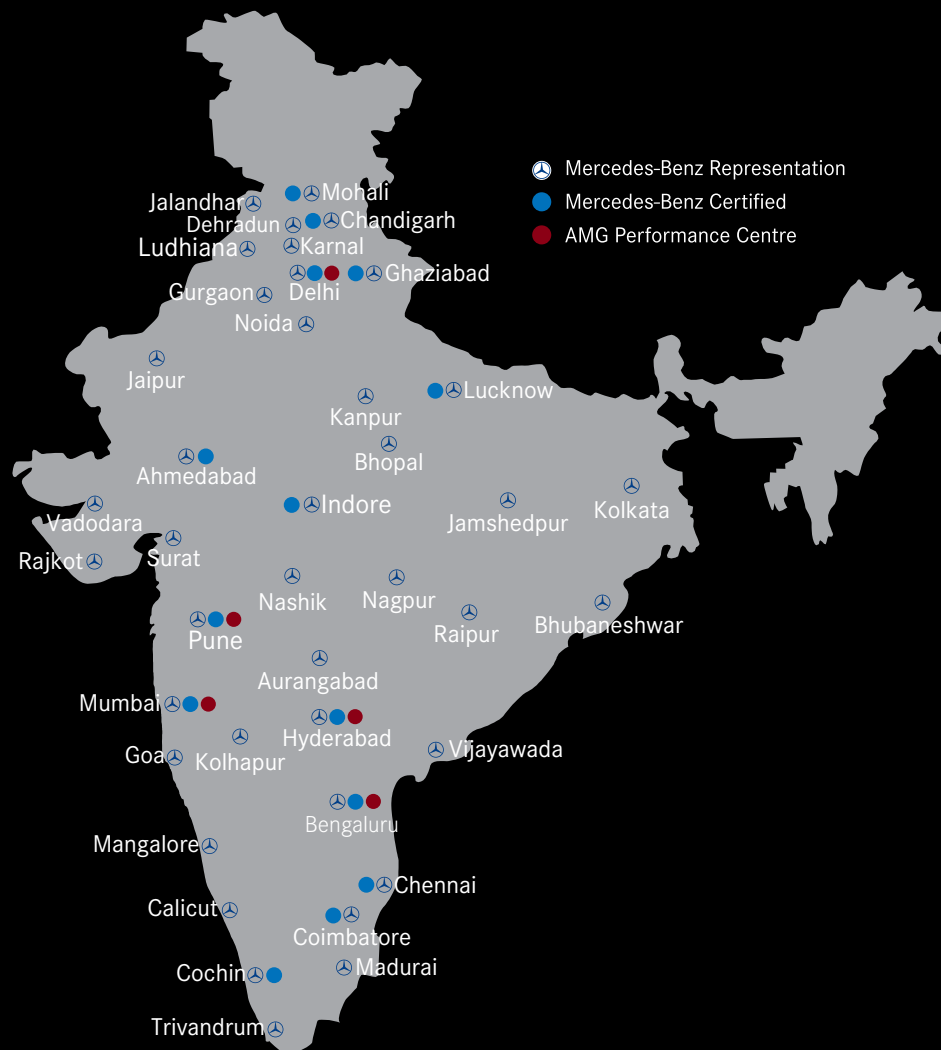 Mercedes-Benz Representation
Mercedes-Benz Certified
AMG Performance Centre
Mohali
Jalandhar
Chandigarh
Dehradun
Karnal
Ludhiana
Ghaziabad
Delhi
Gurgaon
Noida
Jaipur
Lucknow
Kanpur
Bhopal
Ahmedabad
Indore
Kolkata
Vadodara
Jamshedpur
Surat
Rajkot
Nashik
Nagpur
Bhubaneshwar
Raipur
Pune
Aurangabad
Mumbai
Hyderabad
Vijayawada
Goa
Kolhapur
Bengaluru
Mangalore
Chennai
Calicut
Coimbatore
Madurai
Cochin
Trivandrum